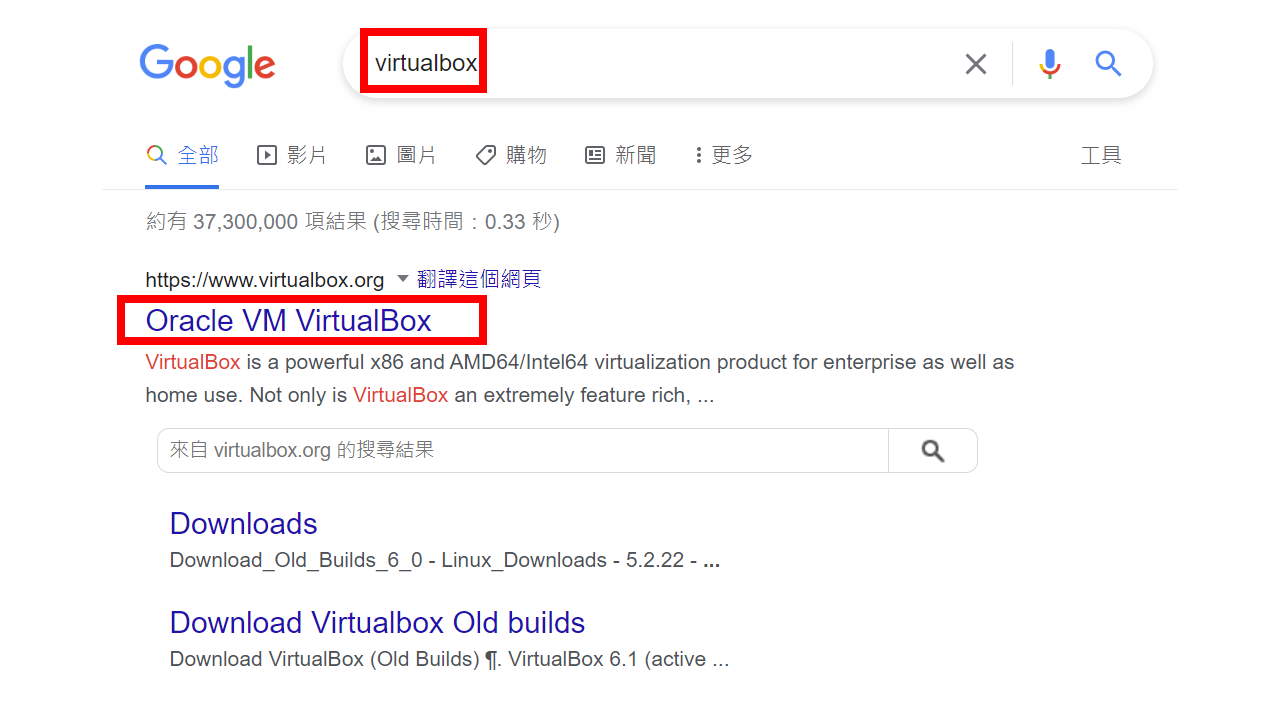 Google virtualbox
全部 影片 圖片 購物 新聞 更多 工具
約有 37,300,000 項結果 (搜尋時間：0.33 秒)
https://www.virtualbox.org 翻譯這個網頁
Oracle VM VirtualBox
VirtualBox is a powerful x86 and AMD64/Intel64 virtualization product for enterprise as well as
home use. Not only is VirtualBox an extremely feature rich, ...
來自 virtualbox.org 的搜尋結果
Downloads
Download_Old_Builds_6_0 - Linux_Downloads - 5.2.22 - ...
Download Virtualbox Old builds
Download VirtualBox (Old Builds) ¶. VirtualBox 6.1 (active ...